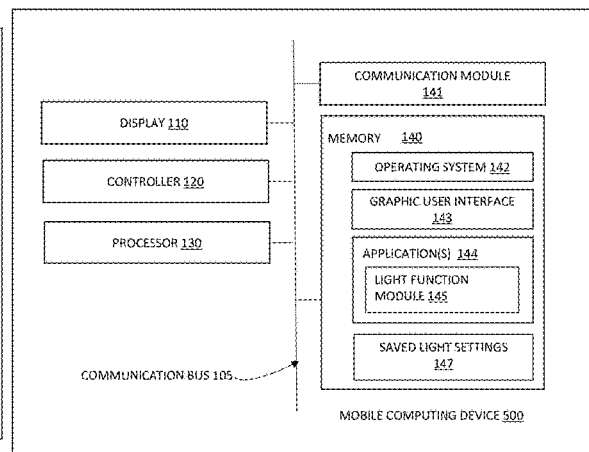 COMMUNICATION MODULE
141
DISPLAY 110
MEMORY 140
OPERATING SYSTEM 142
CONTROLLER 120
GRAPHIC USER INTERFACE
143
PROCESSOR 130
APPLICATION(S) 144
LIGHT FUNCTION
MODULE 145
SAVED LIGHT SETTINGS
147
COMMUNICATION BUS 105
MOBILE COMPUTING DEVICE 500